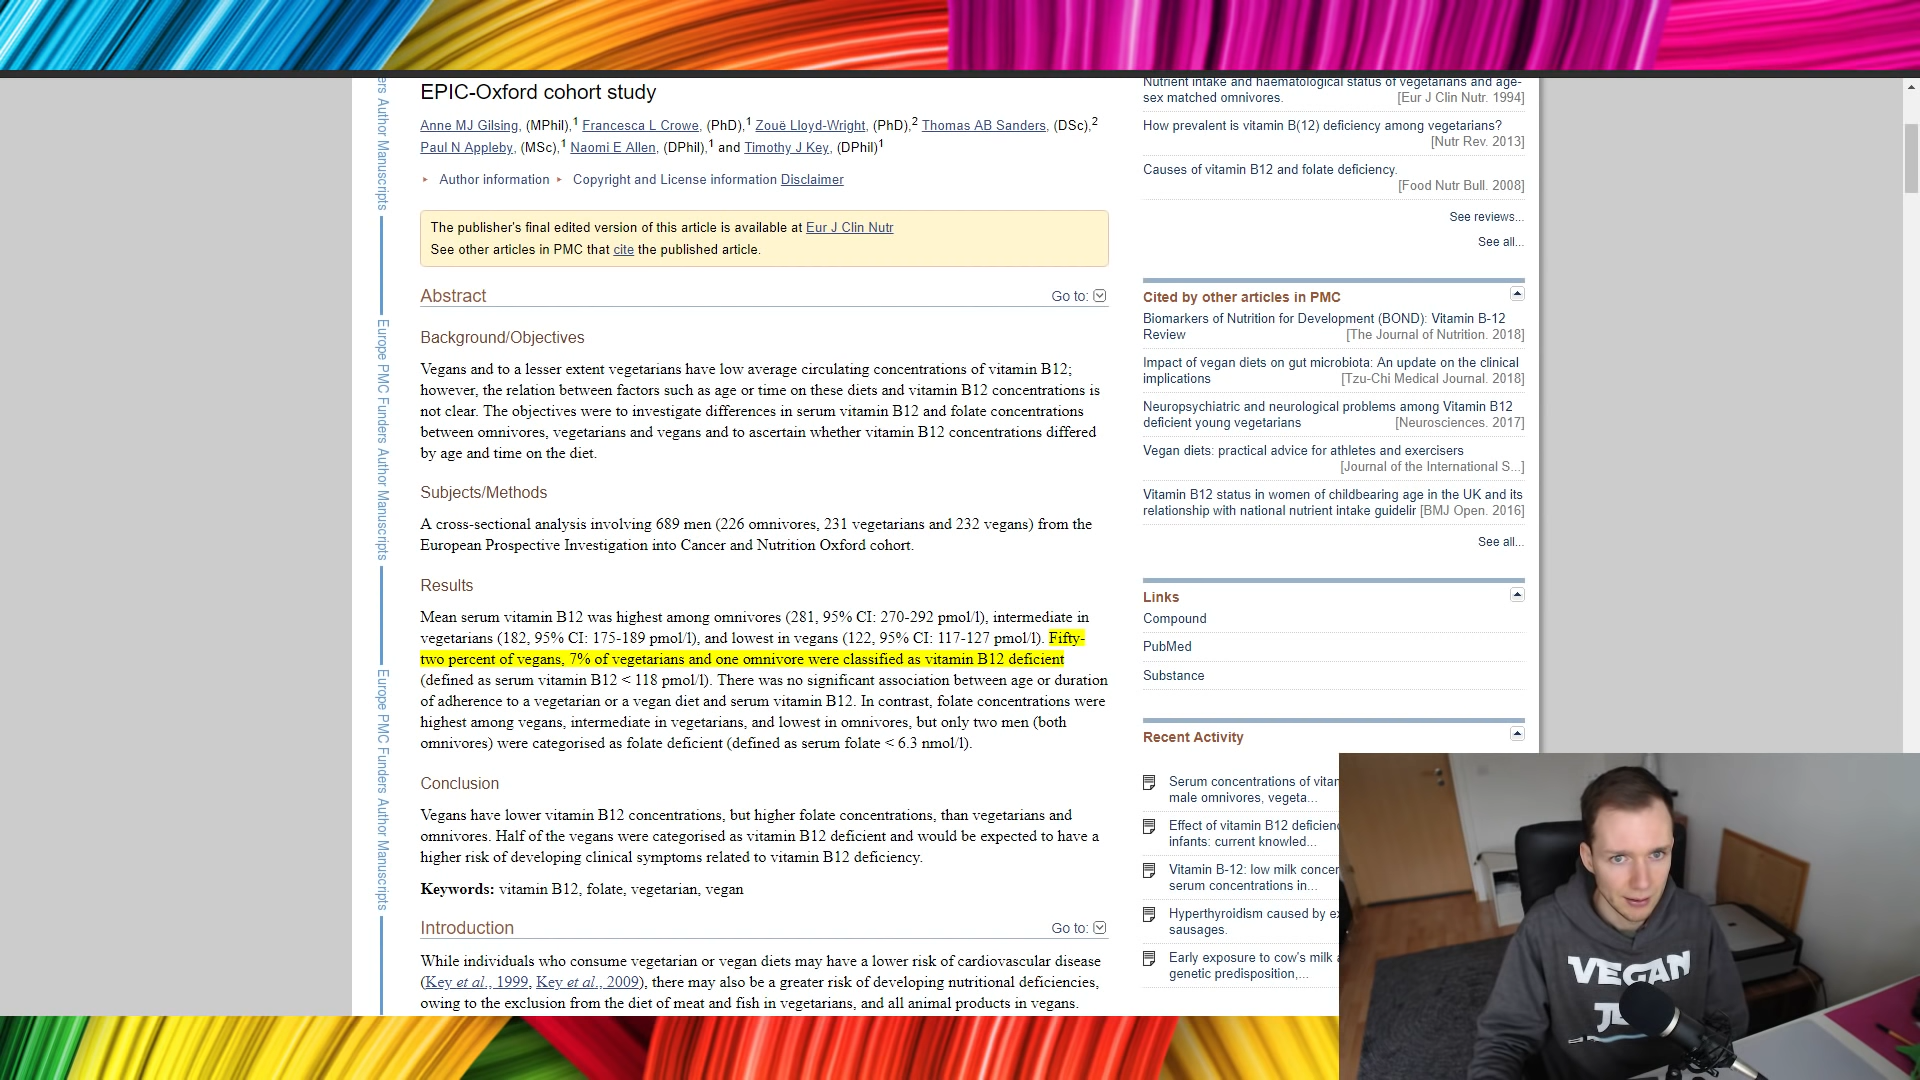 EPIC-Oxford cohort study
Anne MJ Gilsing, (MPhil),1 Francesca L Crowe, (PhD),1 Zouë Lloyd-Wright, (PhD),2 Thomas AB Sanders, (DSc),2
Paul N Appleby, (MSc),1 Naomi E Allen, (DPhil),1 and Timothy J Key, (DPhil)1
Author information Copyright and License information Disclaimer
The publisher's final edited version of this article is available at Eur J Clin Nutr
See other articles in PMC that cite the published article.
Abstract
Go to:
Background/Objectives
Vegans and to a lesser extent vegetarians have low average circulating concentrations of vitamin B12;
however, the relation between factors such as age or time on these diets and vitamin B12 concentrations is
not clear. The objectives were to investigate differences in serum vitamin B12 and folate concentrations
between omnivores, vegetarians and vegans and to ascertain whether vitamin B12 concentrations differed
by age and time on the diet.
Subjects/Methods
A cross-sectional analysis involving 689 men (226 omnivores, 231 vegetarians and 232 vegans) from the
European Prospective Investigation into Cancer and Nutrition Oxford cohort.
Results
Mean serum vitamin B12 was highest among omnivores (281, 95% CI: 270-292 pmol/l), intermediate in
vegetarians (182, 95% CI: 175-189 pmol/l), and lowest in vegans (122, 95% CI: 117-127 pmol/l). Fifty-
two percent of vegans, 7% of vegetarians and one omnivore were classified as vitamin B12 deficient
(defined as serum vitamin B12 < 118 pmol/l). There was no significant association between age or duration
of adherence to a vegetarian or a vegan diet and serum vitamin B12. In contrast, folate concentrations were
highest among vegans, intermediate in vegetarians, and lowest in omnivores, but only two men (both
omnivores) were categorised as folate deficient (defined as serum folate < 6.3 nmol/l).
Conclusion
Vegans have lower vitamin B12 concentrations, but higher folate concentrations, than vegetarians and
omnivores. Half of the vegans were categorised as vitamin B12 deficient and would be expected to have a
higher risk of developing clinical symptoms related to vitamin B12 deficiency.
Keywords: vitamin B12, folate, vegetarian, vegan
Introduction
Go to:
While individuals who consume vegetarian or vegan diets may have a lower risk of cardiovascular disease
(Key et al., 1999, Key et al., 2009), there may also be a greater risk of developing nutritional deficiencies,
owing to the exclusion from the diet of meat and fish in vegetarians, and all animal products in vegans.
ers Author Manuscripts
Europe PMC Funders Author Manuscripts
Europe PMC Funders Author Manuscripts
Nutrient intake and haematological status of vegetarians and age-
sex matched omnivores. [Eur J Clin Nutr. 1994]
How prevalent is vitamin B(12) deficiency among vegetarians?
[Nutr Rev. 2013]
Causes of vitamin B12 and folate deficiency.
[Food Nutr Bull. 2008]
See reviews...
See all...
Cited by other articles in PMC
Biomarkers of Nutrition for Development (BOND): Vitamin B-12
Review [The Journal of Nutrition. 2018]
Impact of vegan diets on gut microbiota: An update on the clinical
implications [Tzu-Chi Medical Journal. 2018]
Neuropsychiatric and neurological problems among Vitamin B12
deficient young vegetarians [Neurosciences. 2017]
Vegan diets: practical advice for athletes and exercisers
[Journal of the International S...]
Vitamin B12 status in women of childbearing age in the UK and its
relationship with national nutrient intake guidelir [BMJ Open. 2016]
See all...
Links
Compound
PubMed
Substance
Recent Activity
Serum concentrations of vitan
male omnivores, vegeta...
Effect of vitamin B12 deficienc
infants: current knowled...
Vitamin B-12: low milk concer
serum concentrations in...
Hyperthyroidism caused by ex
sausages.
Early exposure to cow's milk a
genetic predisposition,...
VEGAN